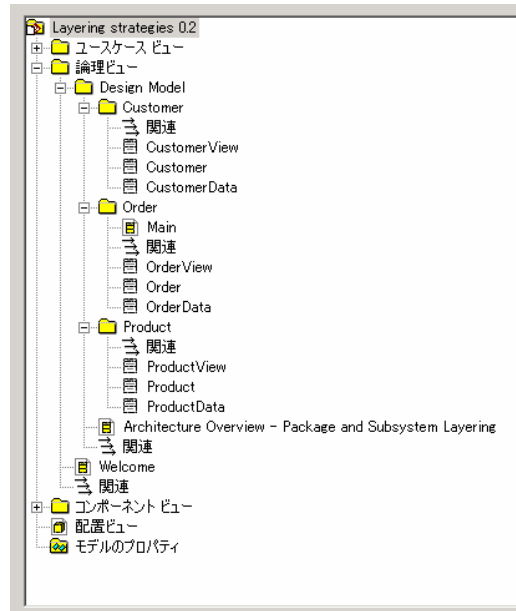 Layering strategies 0.2
ユースケース ビュー
論理ビュー
Design Model
Customer
関連
CustomerView
Customer
CustomerData
Order
Main
関連
OrderView
Order
OrderData
Product
関連
ProductView
Product
ProductData
Architecture Overview - Package and Subsystem Layering
関連
Welcome
関連
コンポーネント ビュー
配置ビュー
モデルのプロパティ